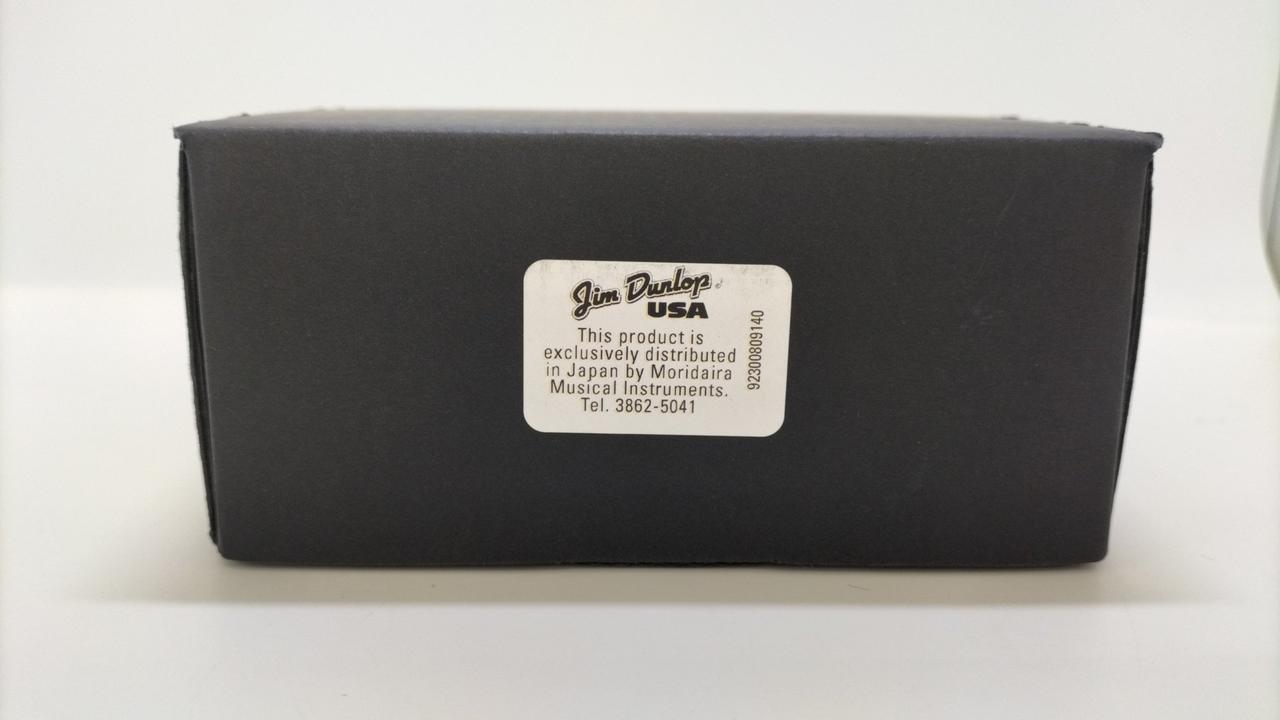 Jim Dunlop
USA
This product is
exclusively distributed
in Japan by Moridaira
Musical Instruments.
Tel. 3862-5041
92300809140